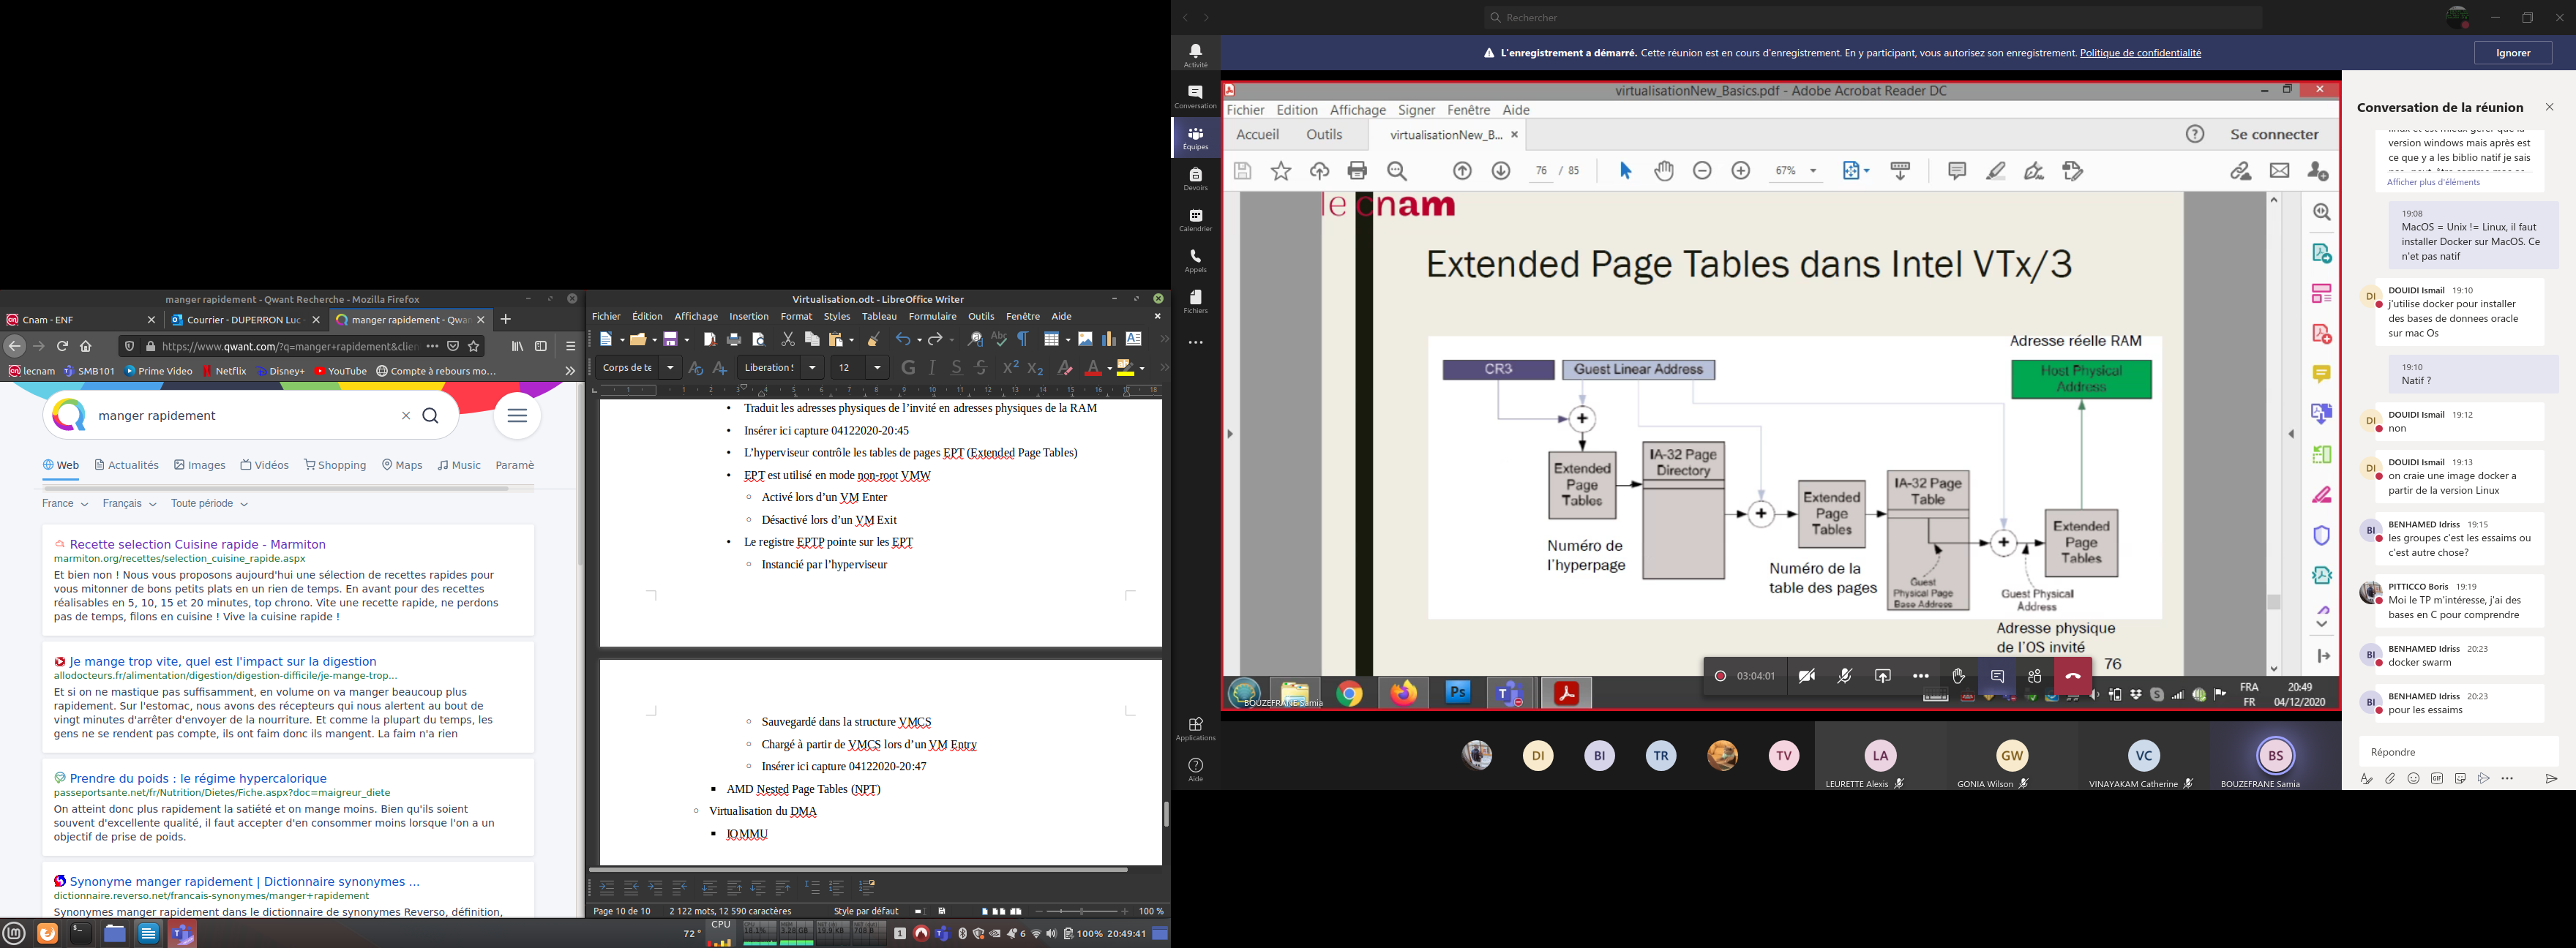 Rechercher
L'enregistrement a démarré. Cette réunion est en cours d'enregistrement. En y participant, vous autorisez son enregistrement. Politique de confidentialité
Ignorer
Activité
Conversation
Équipes
Devoirs
Calendrier
Appels
Fichiers
Applications
Aide
virtualisationNew_Basics.pdf - Adobe Acrobat Reader DC
Fichier Edition Affichage Signer Fenêtre Aide
Accueil Outils virtualisationNew_B... × Se connecter
76 / 85 67%
le cnam
Extended Page Tables dans Intel VTx/3
Adresse réelle RAM
CR3 Guest Linear Address
Host Physical
Address
+
Extended
Page
Tables
IA-32 Page
Directory
+
Extended
Page
Tables
IA-32 Page
Table
+
Extended
Page
Tables
Numéro de
l'hyperpage
Numéro de la
table des pages
Guest
Physical Page
Base Address
Guest Physical
Address
Adresse physique
de l'OS invité
76
03:04:01
BOUZEFRANE Samia
Ps
FRA
FR
20:49
04/12/2020
DI BI TR TV LA GW VC BS
LEURETTE Alexis
GONIA Wilson
VINAYAKAM Catherine
BOUZEFRANE Samia
Conversation de la réunion
version windows mais après est
ce que y a les biblio natif je sais
Afficher plus d'éléments
19:08
MacOS = Unix != Linux, il faut
installer Docker sur MacOS. Ce
n'et pas natif
DI DOUIDI Ismail 19:10
j'utilise docker pour installer
des bases de donnees oracle
sur mac Os
19:10
Natif ?
DI DOUIDI Ismail 19:12
non
DI DOUIDI Ismail 19:13
on craie une image docker a
partir de la version Linux
BI BENHAMED Idriss 19:15
les groupes c'est les essaims ou
c'est autre chose?
PITTICCO Boris 19:19
Moi le TP m'intéresse, j'ai des
bases en C pour comprendre
BI BENHAMED Idriss 20:23
docker swarm
BI BENHAMED Idriss 20:23
pour les essaims
Répondre
manger rapidement - Qwant Recherche - Mozilla Firefox
Cnam - ENF
Courrier - DUPERRON Luc
manger rapidement - Qwan
https://www.qwant.com/?q=manger+rapidement&clien
lecnam SMB101 Prime Video Netflix Disney+ YouTube Compte à rebours mo...
manger rapidement
Web Actualités Images Vidéos Shopping Maps Music Paramè
France Français Toute période
Recette selection Cuisine rapide - Marmiton
marmiton.org/recettes/selection_cuisine_rapide.aspx
Et bien non ! Nous vous proposons aujourd'hui une sélection de recettes rapides pour
vous mitonner de bons petits plats en un rien de temps. En avant pour des recettes
réalisables en 5, 10, 15 et 20 minutes, top chrono. Vite une recette rapide, ne perdons
pas de temps, filons en cuisine ! Vive la cuisine rapide !
Je mange trop vite, quel est l'impact sur la digestion
allodocteurs.fr/alimentation/digestion/digestion-difficile/je-mange-trop...
Et si on ne mastique pas suffisamment, en volume on va manger beaucoup plus
rapidement. Sur l'estomac, nous avons des récepteurs qui nous alertent au bout de
vingt minutes d'arrêter d'envoyer de la nourriture. Et comme la plupart du temps, les
gens ne se rendent pas compte, ils ont faim donc ils mangent. La faim n'a rien
Prendre du poids : le régime hypercalorique
passeportsante.net/fr/Nutrition/Dietes/Fiche.aspx?doc=maigreur_diete
On atteint donc plus rapidement la satiété et on mange moins. Bien qu'ils soient
souvent d'excellente qualité, il faut accepter d'en consommer moins lorsque l'on a un
objectif de prise de poids.
Synonyme manger rapidement | Dictionnaire synonymes ...
dictionnaire.reverso.net/francais-synonymes/manger+rapidement
Synonymes manger rapidement dans le dictionnaire de synonymes Reverso, définition,
Virtualisation.odt - LibreOffice Writer
Fichier Édition Affichage Insertion Format Styles Tableau Formulaire Outils Fenêtre Aide
Corps de te Liberation 12 G I S S X² X₂
• Traduit les adresses physiques de l'invité en adresses physiques de la RAM
• Insérer ici capture 04122020-20:45
• L'hyperviseur contrôle les tables de pages EPT (Extended Page Tables)
• EPT est utilisé en mode non-root VMW
◦ Activé lors d'un VM Enter
◦ Désactivé lors d'un VM Exit
• Le registre EPTP pointe sur les EPT
◦ Instancié par l'hyperviseur
◦ Sauvegardé dans la structure VMCS
◦ Chargé à partir de VMCS lors d'un VM Entry
◦ Insérer ici capture 04122020-20:47
▪ AMD Nested Page Tables (NPT)
◦ Virtualisation du DMA
▪ IOMMU
Page 10 de 10 2 122 mots, 12 590 caractères Style par défaut 100 %
72 ° CPU 1 6 100% 20:49:41